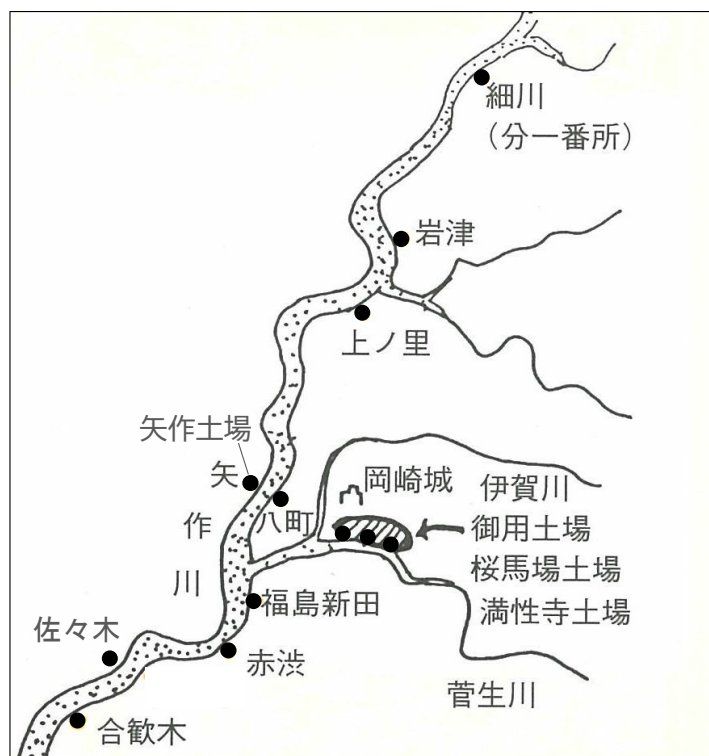 細川
（分一番所）
岩津
上ノ里
矢作土場
矢
作
川
八町
岡崎城
伊賀川
御用土場
桜馬場土場
満性寺土場
福島新田
佐々木
赤渋
菅生川
合歓木